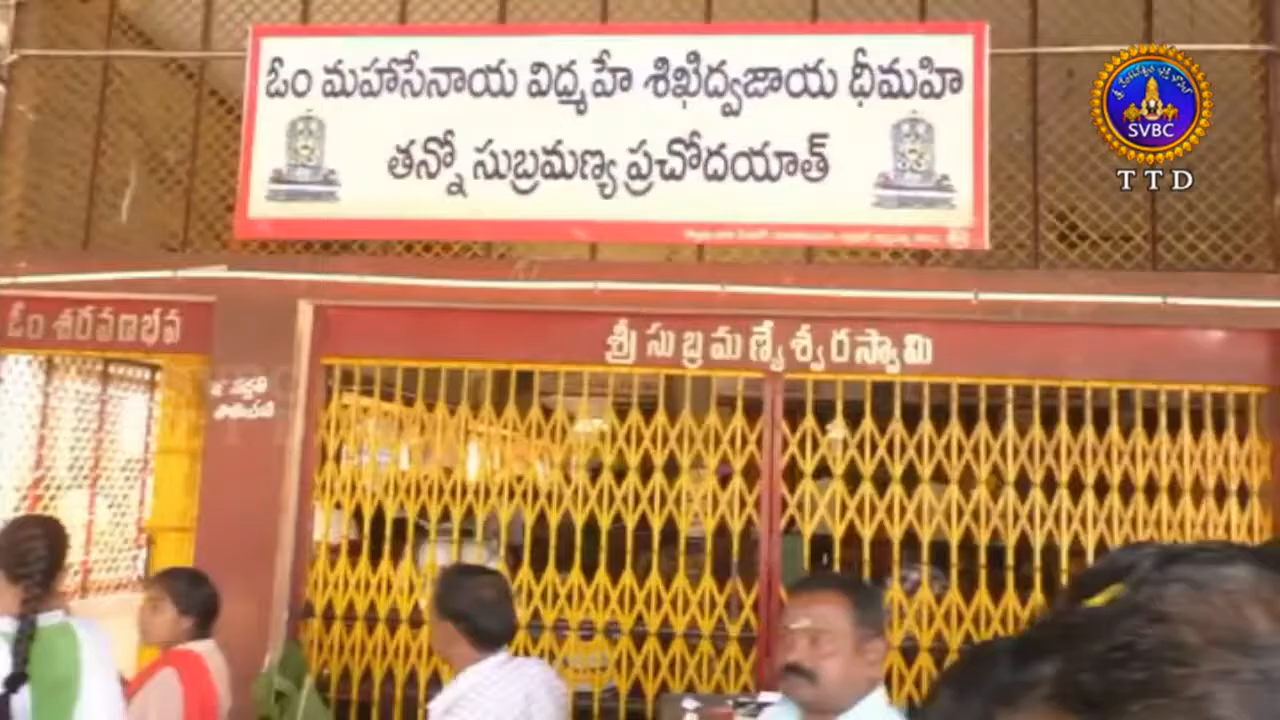 ఓం మహాసేనాయ విద్మహే శిఖిద్వజాయ ధీమహి
తన్నో సుబ్రమణ్య ప్రచోదయాత్
SVBC
TTD
ఓం శరవణభవ
శ్రీ సుబ్రమణ్యేశ్వరస్వామి